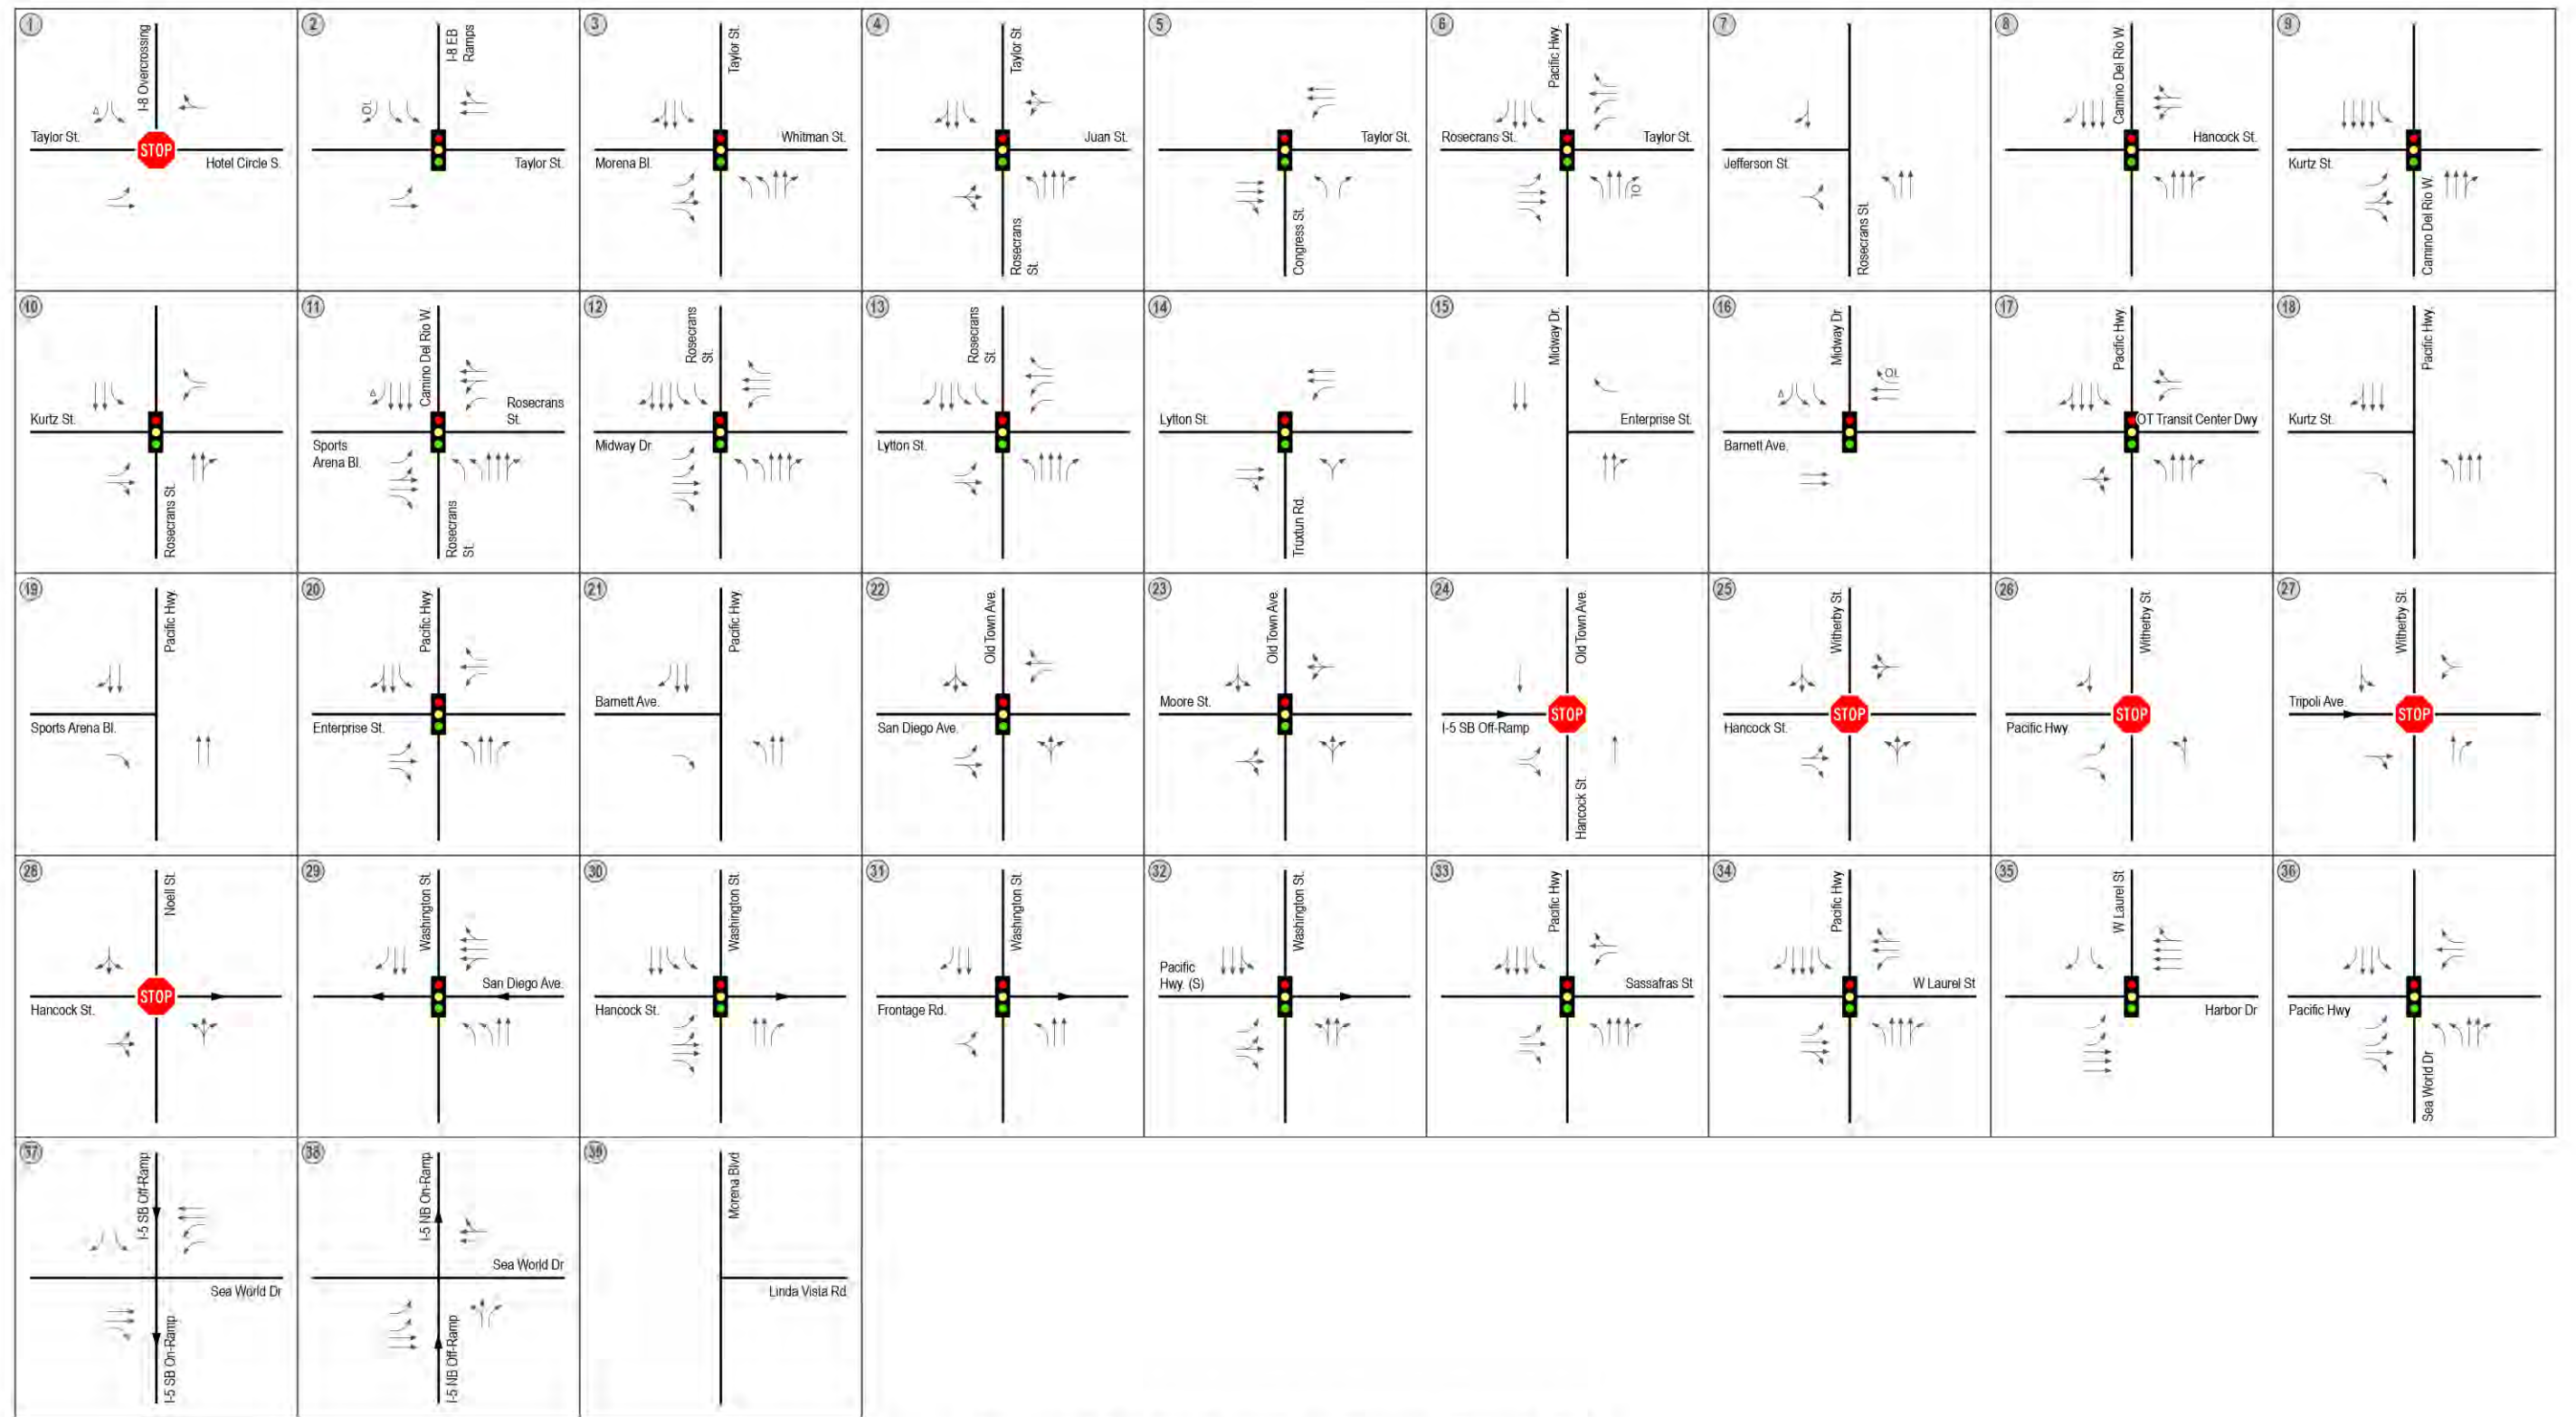 1
I-8 Overcrossing
Taylor St.
STOP
Hotel Circle S.
2
I-8 EB
Ramps
OL
Taylor St.
3
Taylor St.
Whitman St.
Morena Bl.
4
Taylor St.
Juan St.
Rosecrans
St.
5
Taylor St.
Congress St.
6
Pacific Hwy.
Rosecrans St.
Taylor St.
OL
7
Jefferson St.
Rosecrans St.
8
Camino Del Rio W.
Hancock St.
9
Kurtz St.
Camino Del Rio W.
10
Kurtz St.
Rosecrans St.
11
Camino Del Rio W.
Rosecrans
St.
Sports
Arena Bl.
Rosecrans
St.
12
Rosecrans
St.
Midway Dr.
13
Rosecrans
St.
Lytton St.
14
Lytton St.
Truxtun Rd.
15
Midway Dr.
Enterprise St.
16
Midway Dr.
OL
Barnett Ave.
17
Pacific Hwy.
OT Transit Center Dwy
18
Pacific Hwy.
Kurtz St.
19
Pacific Hwy.
Sports Arena Bl.
20
Pacific Hwy.
Enterprise St.
21
Pacific Hwy.
Barnett Ave.
22
Old Town Ave.
San Diego Ave.
23
Old Town Ave.
Moore St.
24
Old Town Ave.
STOP
I-5 SB Off-Ramp
Hancock St.
25
Witherby St.
STOP
Hancock St.
26
Witherby St.
STOP
Pacific Hwy.
27
Witherby St.
Tripoli Ave.
STOP
28
Noell St.
STOP
Hancock St.
29
Washington St.
San Diego Ave.
30
Washington St.
Hancock St.
31
Washington St.
Frontage Rd.
32
Washington St.
Pacific
Hwy. (S)
33
Pacific Hwy
Sassafras St
34
Pacific Hwy
W Laurel St
35
W Laurel St
Harbor Dr
36
Pacific Hwy
Sea World Dr
37
I-5 SB Off-Ramp
Sea World Dr
I-5 SB On-Ramp
38
I-5 NB On-Ramp
Sea World Dr
I-5 NB Off-Ramp
39
Morena Blvd
Linda Vista Rd.